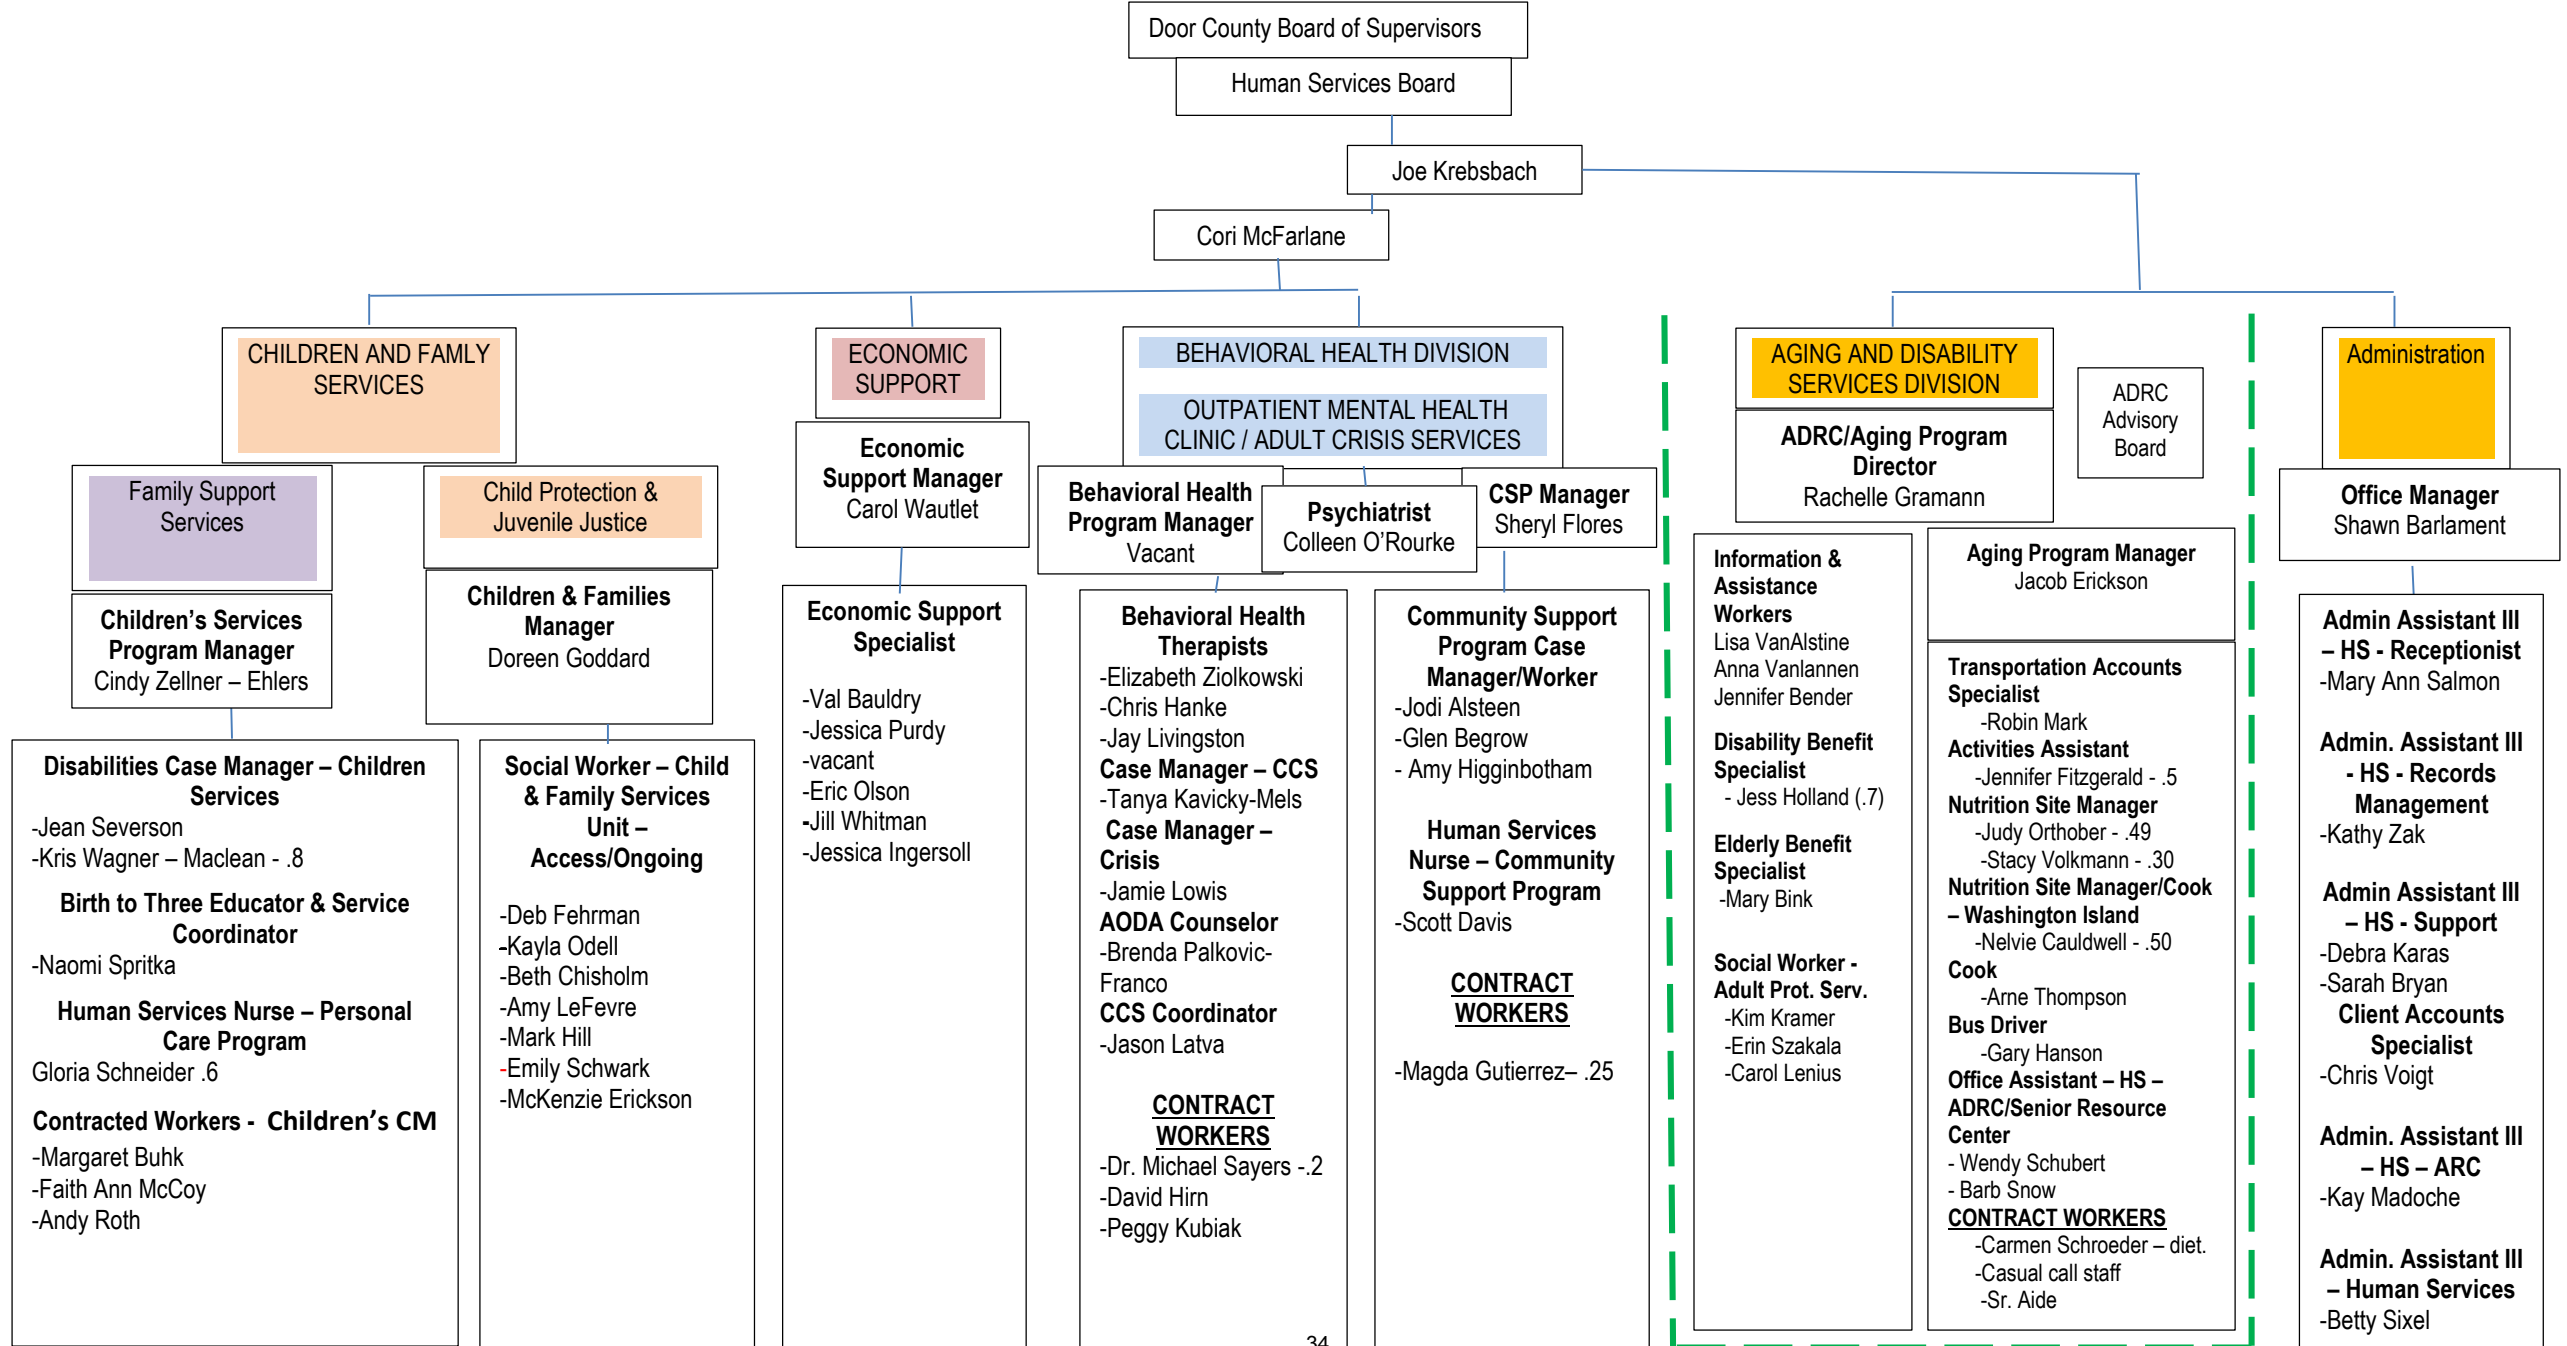 Door County Board of Supervisors
Human Services Board
Joe Krebsbach
Cori McFarlane
CHILDREN AND FAMLY
SERVICES
Family Support
Services
Children’s Services
Program Manager
Cindy Zellner – Ehlers
Disabilities Case Manager – Children
Services
-Jean Severson
-Kris Wagner – Maclean - .8
Birth to Three Educator & Service
Coordinator
-Naomi Spritka
Human Services Nurse – Personal
Care Program
Gloria Schneider .6
Contracted Workers - Children’s CM
-Margaret Buhk
-Faith Ann McCoy
-Andy Roth
Child Protection &
Juvenile Justice
Children & Families
Manager
Doreen Goddard
Social Worker – Child
& Family Services
Unit –
Access/Ongoing
-Deb Fehrman
-Kayla Odell
-Beth Chisholm
-Amy LeFevre
-Mark Hill
-Emily Schwark
-McKenzie Erickson
ECONOMIC
SUPPORT
Economic
Support Manager
Carol Wautlet
Economic Support
Specialist
-Val Bauldry
-Jessica Purdy
-vacant
-Eric Olson
-Jill Whitman
-Jessica Ingersoll
BEHAVIORAL HEALTH DIVISION
OUTPATIENT MENTAL HEALTH
CLINIC / ADULT CRISIS SERVICES
Behavioral Health
Program Manager
Vacant
Psychiatrist
Colleen O’Rourke
CSP Manager
Sheryl Flores
Behavioral Health
Therapists
-Elizabeth Ziolkowski
-Chris Hanke
-Jay Livingston
Case Manager – CCS
-Tanya Kavicky-Mels
Case Manager –
Crisis
-Jamie Lowis
AODA Counselor
-Brenda Palkovic-
Franco
CCS Coordinator
-Jason Latva
CONTRACT
WORKERS
-Dr. Michael Sayers -.2
-David Hirn
-Peggy Kubiak
Community Support
Program Case
Manager/Worker
-Jodi Alsteen
-Glen Begrow
- Amy Higginbotham
Human Services
Nurse – Community
Support Program
-Scott Davis
CONTRACT
WORKERS
-Magda Gutierrez– .25
AGING AND DISABILITY
SERVICES DIVISION
ADRC/Aging Program
Director
Rachelle Gramann
ADRC
Advisory
Board
Information &
Assistance
Workers
Lisa VanAlstine
Anna Vanlannen
Jennifer Bender
Disability Benefit
Specialist
- Jess Holland (.7)
Elderly Benefit
Specialist
-Mary Bink
Social Worker -
Adult Prot. Serv.
-Kim Kramer
-Erin Szakala
-Carol Lenius
Aging Program Manager
Jacob Erickson
Transportation Accounts
Specialist
-Robin Mark
Activities Assistant
-Jennifer Fitzgerald - .5
Nutrition Site Manager
-Judy Orthober - .49
-Stacy Volkmann - .30
Nutrition Site Manager/Cook
– Washington Island
-Nelvie Cauldwell - .50
Cook
-Arne Thompson
Bus Driver
-Gary Hanson
Office Assistant – HS –
ADRC/Senior Resource
Center
- Wendy Schubert
- Barb Snow
CONTRACT WORKERS
-Carmen Schroeder – diet.
-Casual call staff
-Sr. Aide
Administration
Office Manager
Shawn Barlament
Admin Assistant III
– HS - Receptionist
-Mary Ann Salmon
Admin. Assistant III
- HS - Records
Management
-Kathy Zak
Admin Assistant III
– HS - Support
-Debra Karas
-Sarah Bryan
Client Accounts
Specialist
-Chris Voigt
Admin. Assistant III
– HS – ARC
-Kay Madoche
Admin. Assistant III
– Human Services
-Betty Sixel
34